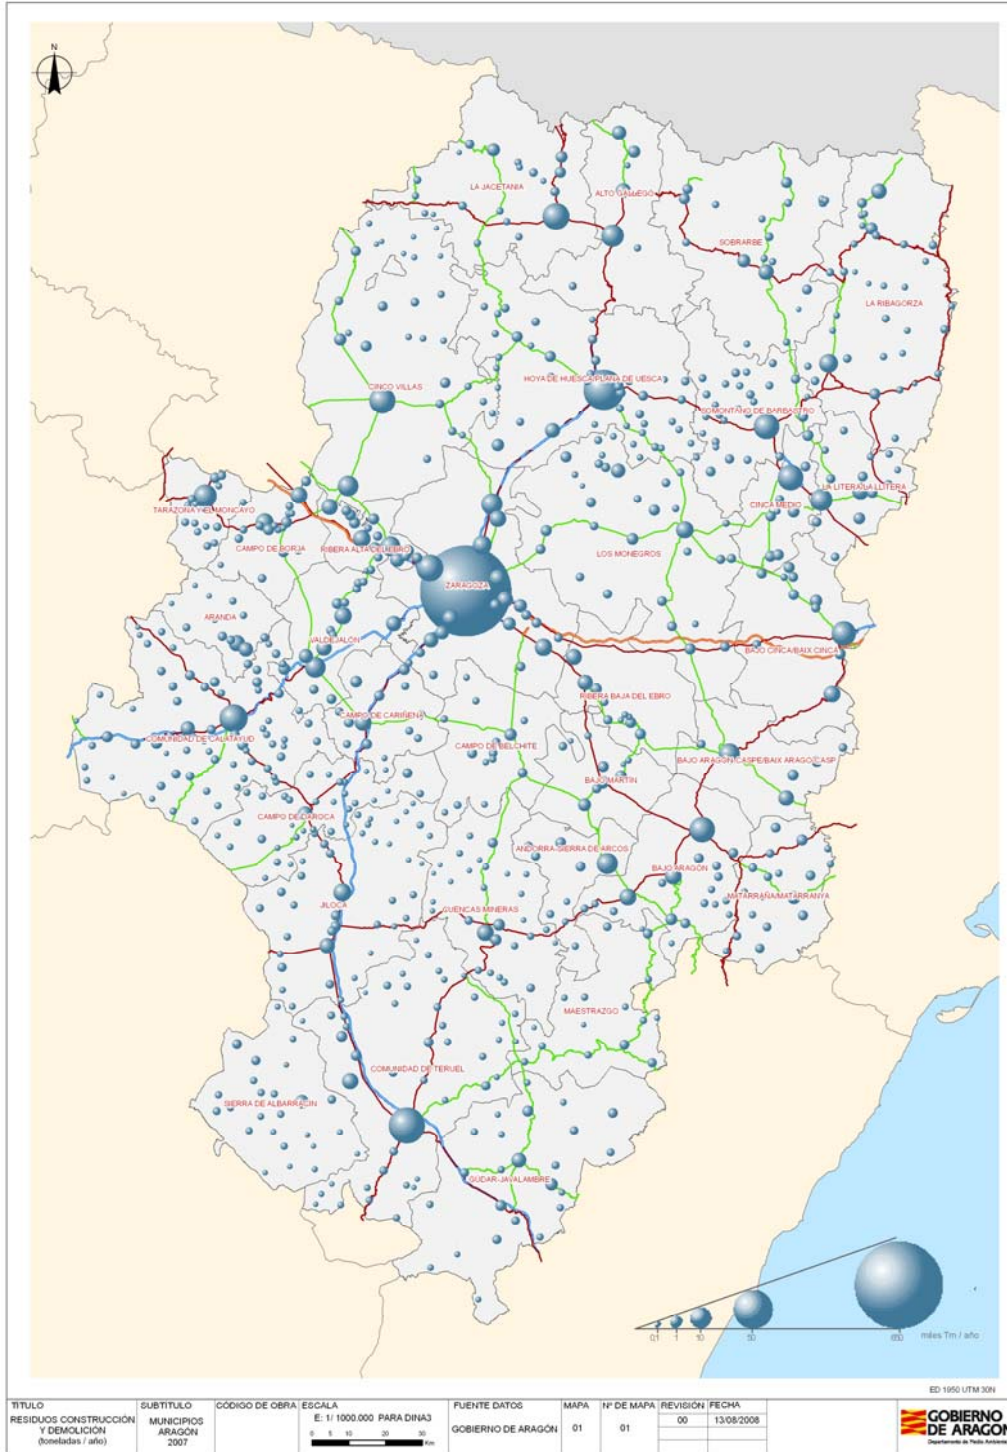 N
LA JACETANIA
ALTO GALLEGO
SOBRARBE
LA RIBAGORZA
HOYA DE HUESCA/PLANA DE UESCA
CINCO VILLAS
SOMONTANO DE BARBASTRO
LA LITERA/LA LLITERA
CINCA MEDIO
TARAZONA Y EL MONCAYO
CAMPO DE BORJA
RIBERA ALTA DEL EBRO
LOS MONEGROS
ZARAGOZA
ARANDA
VALDEJALÓN
BAJO CINCA/BAIX CINCA
RIBERA BAJA DEL EBRO
CAMPO DE CARIÑENA
COMUNIDAD DE CALATAYUD
CAMPO DE BELCHITE
BAJO ARAGÓN CASPE/BAIX ARAGO/CASP
BAJO MARTÍN
CAMPO DE DAROCA
ANDORRA-SIERRA DE ARCOS
BAJO ARAGÓN
MATARRAÑA/MATARRANYA
JILOCA
CUENCAS MINERAS
MAESTRAZGO
COMUNIDAD DE TERUEL
SIERRA DE ALBARRACÍN
GÚDAR-JAVALAMBRE
0,1 1 10 50 650 miles Tm / año
ED 1950 UTM 30N
TITULO
RESIDUOS CONSTRUCCIÓN
Y DEMOLICIÓN
(toneladas / año)
SUBTÍTULO
MUNICIPIOS
ARAGÓN
2007
CÓDIGO DE OBRA
ESCALA
E: 1/ 1000.000 PARA DINA3
0 5 10 20 30
Km
FUENTE DATOS
GOBIERNO DE ARAGÓN
MAPA
01
Nº DE MAPA
01
REVISIÓN
00
FECHA
13/08/2008
GOBIERNO
DE ARAGON
Departamento de Medio Ambiente